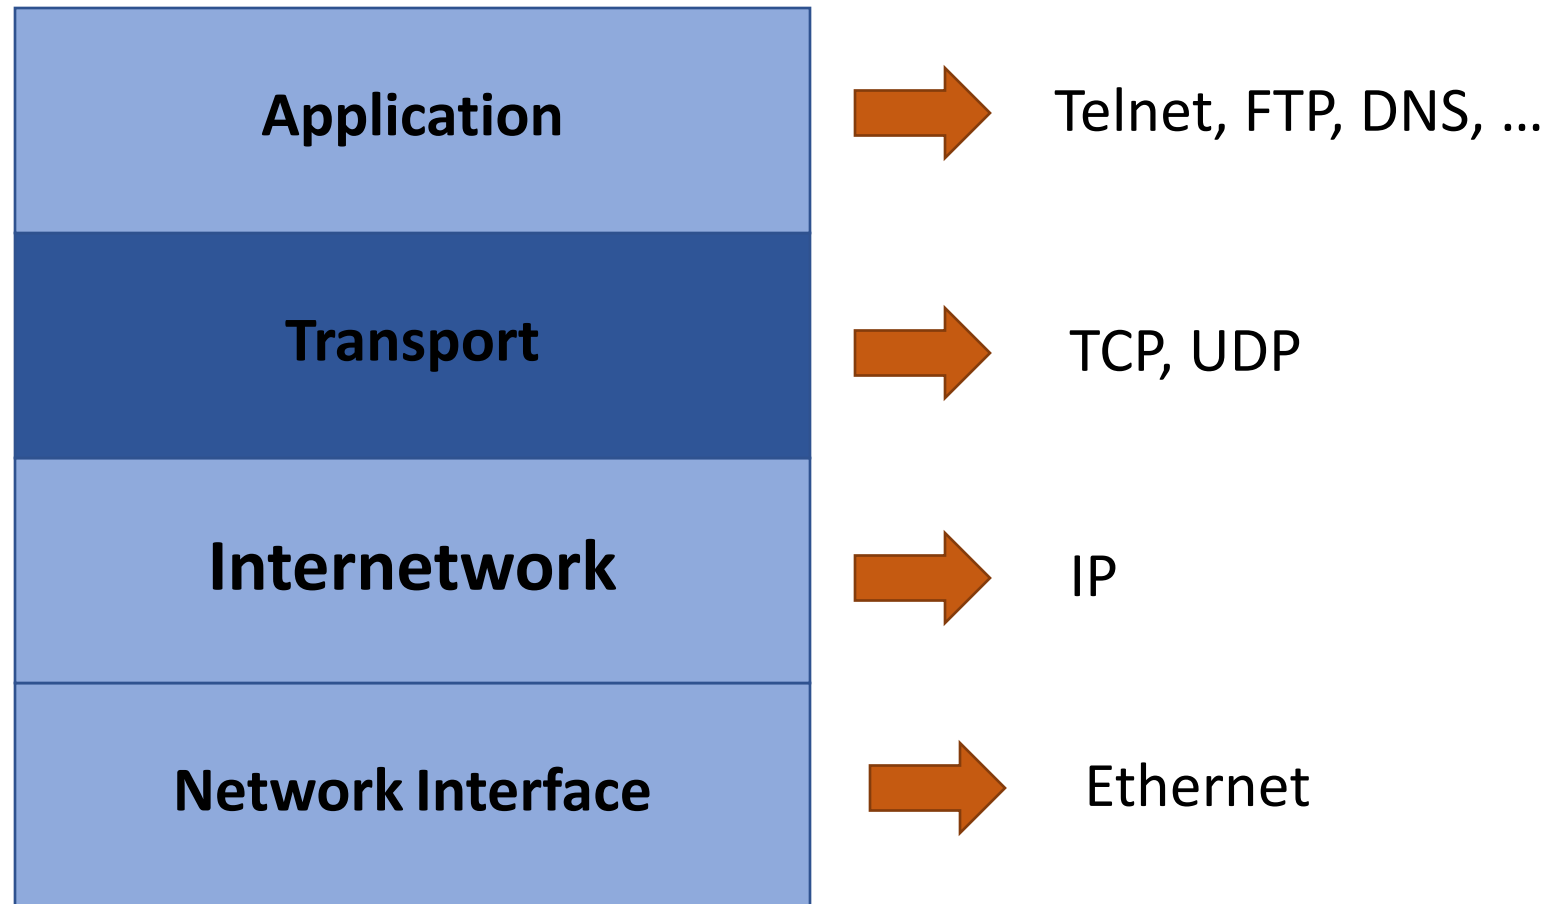 Application
Telnet, FTP, DNS, ...
Transport
TCP, UDP
Internetwork
IP
Network Interface
Ethernet